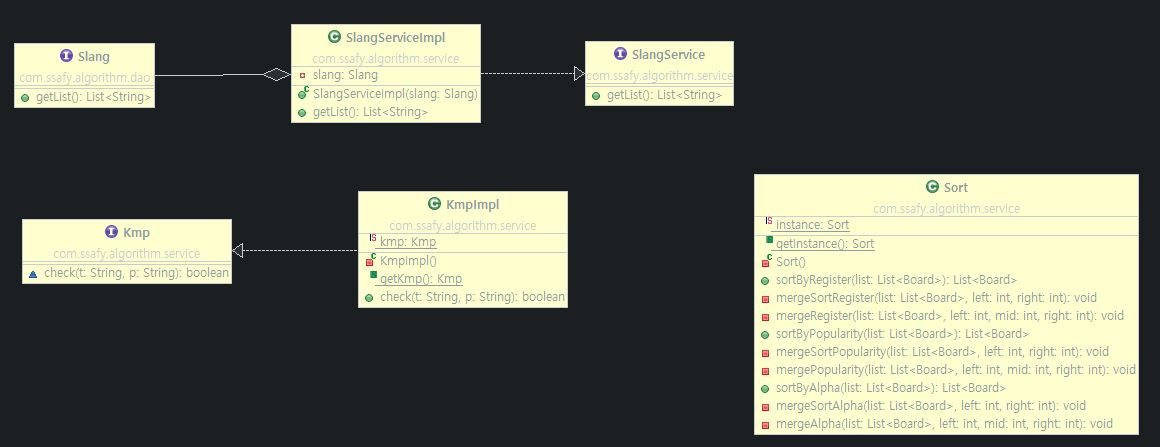 Slang
com.ssafy.algorithm.dao
getList(): List<String>
SlangServiceImpl
com.ssafy.algorithm.service
slang: Slang
SlangServiceImpl(slang: Slang)
getList(): List<String>
SlangService
com.ssafy.algorithm.service
getList(): List<String>
Kmp
com.ssafy.algorithm.service
check(t: String, p: String): boolean
KmpImpl
com.ssafy.algorithm.service
kmp: Kmp
KmpImpl()
getKmp(): Kmp
check(t: String, p: String): boolean
Sort
com.ssafy.algorithm.service
instance: Sort
getInstance(): Sort
Sort()
sortByRegister(list: List<Board>): List<Board>
mergeSortRegister(list: List<Board>, left: int, right: int): void
mergeRegister(list: List<Board>, left: int, mid: int, right: int): void
sortByPopularity(list: List<Board>): List<Board>
mergeSortPopularity(list: List<Board>, left: int, right: int): void
mergePopularity(list: List<Board>, left: int, mid: int, right: int): void
sortByAlpha(list: List<Board>): List<Board>
mergeSortAlpha(list: List<Board>, left: int, right: int): void
mergeAlpha(list: List<Board>, left: int, mid: int, right: int): void